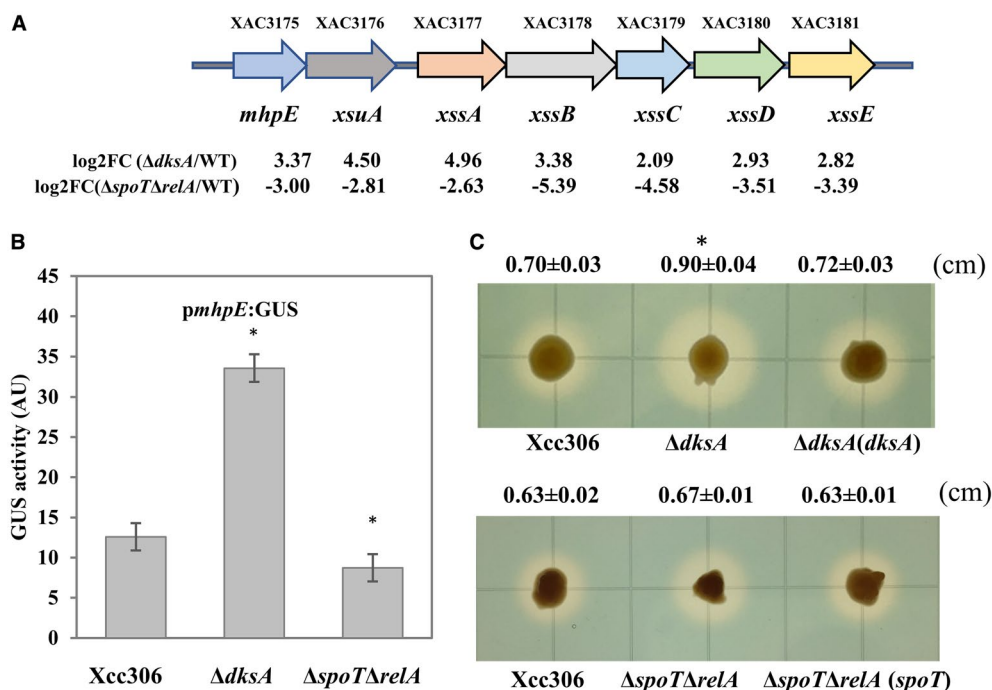 A
XAC3175 XAC3176 XAC3177 XAC3178 XAC3179 XAC3180 XAC3181
mhpE xsuA xssA xssB xssC xssD xssE
log2FC (ΔdksA/WT) 3.37 4.50 4.96 3.38 2.09 2.93 2.82
log2FC(ΔspoTΔrelA/WT) -3.00 -2.81 -2.63 -5.39 -4.58 -3.51 -3.39
B
GUS activity (AU)
45
40
35
30
25
20
15
10
5
0
pmhpE:GUS
*
*
Xcc306 ΔdksA ΔspoTΔrelA
C
*
0.70±0.03 0.90±0.04 0.72±0.03 (cm)
Xcc306 ΔdksA ΔdksA(dksA)
0.63±0.02 0.67±0.01 0.63±0.01 (cm)
Xcc306 ΔspoTΔrelA ΔspoTΔrelA (spoT)